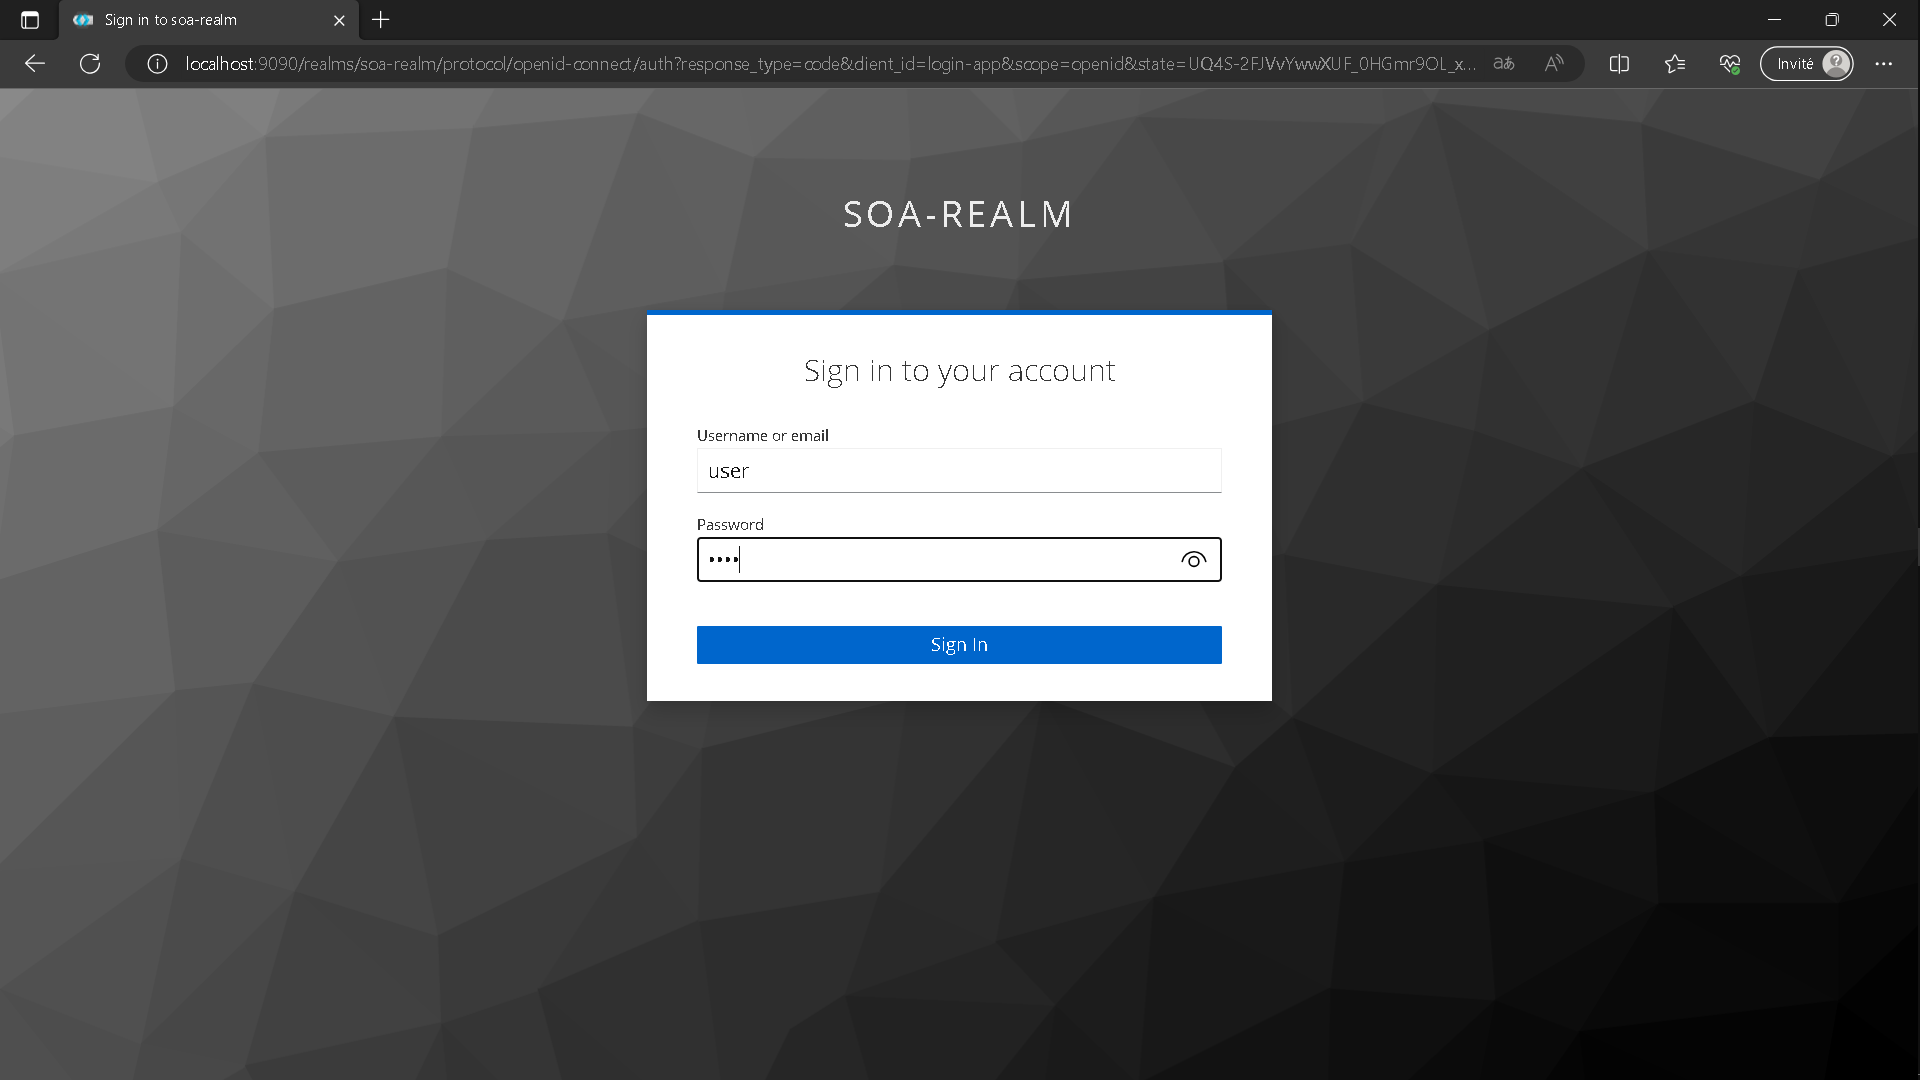 Sign in to soa-realm
localhost:9090/realms/soa-realm/protocol/openid-connect/auth?response_type=code&client_id=login-app&scope=openid&state=UQ4S-2FJVvYwwXUF_0HGmr9OL_x...
Invité
SOA-REALM
Sign in to your account
Username or email
user
Password
Sign In